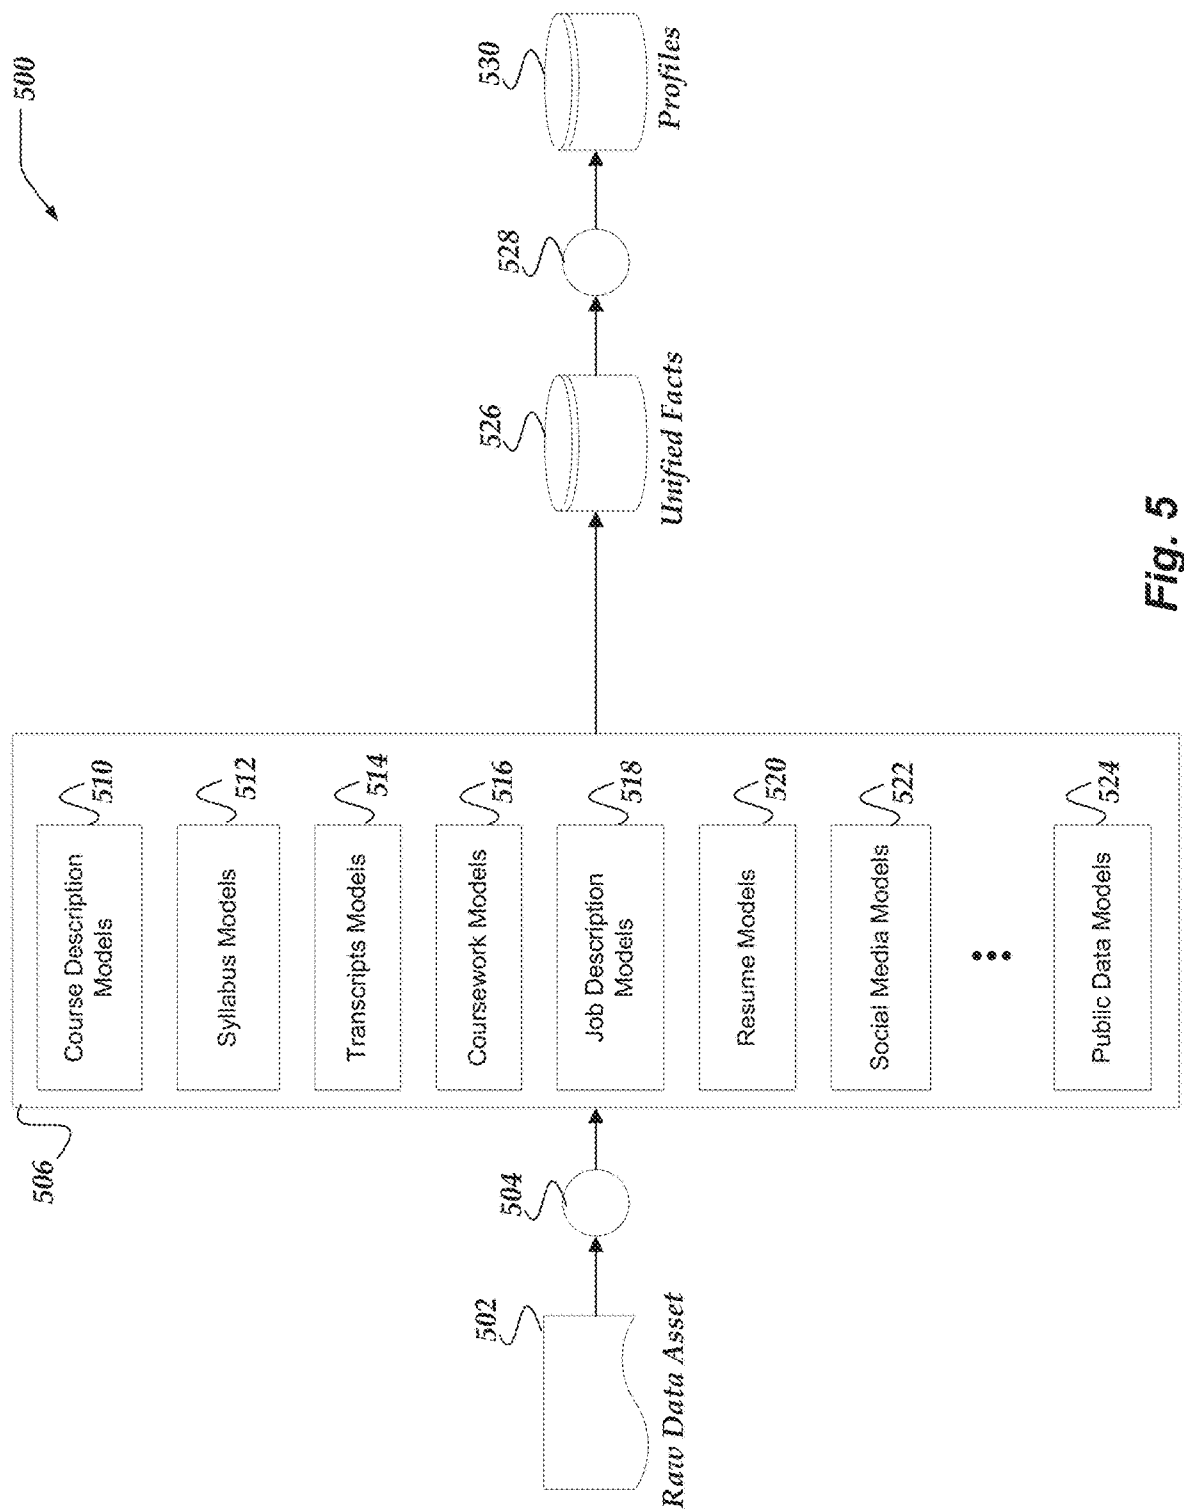 500
506
Course Description
Models
510
Syllabus Models
512
Transcripts Models
514
Coursework Models
516
Job Description
Models
518
Resume Models
520
Social Media Models
522
•••
Public Data Models
524
502
Raw Data Asset
504
526
Unified Facts
528
530
Profiles
Fig. 5